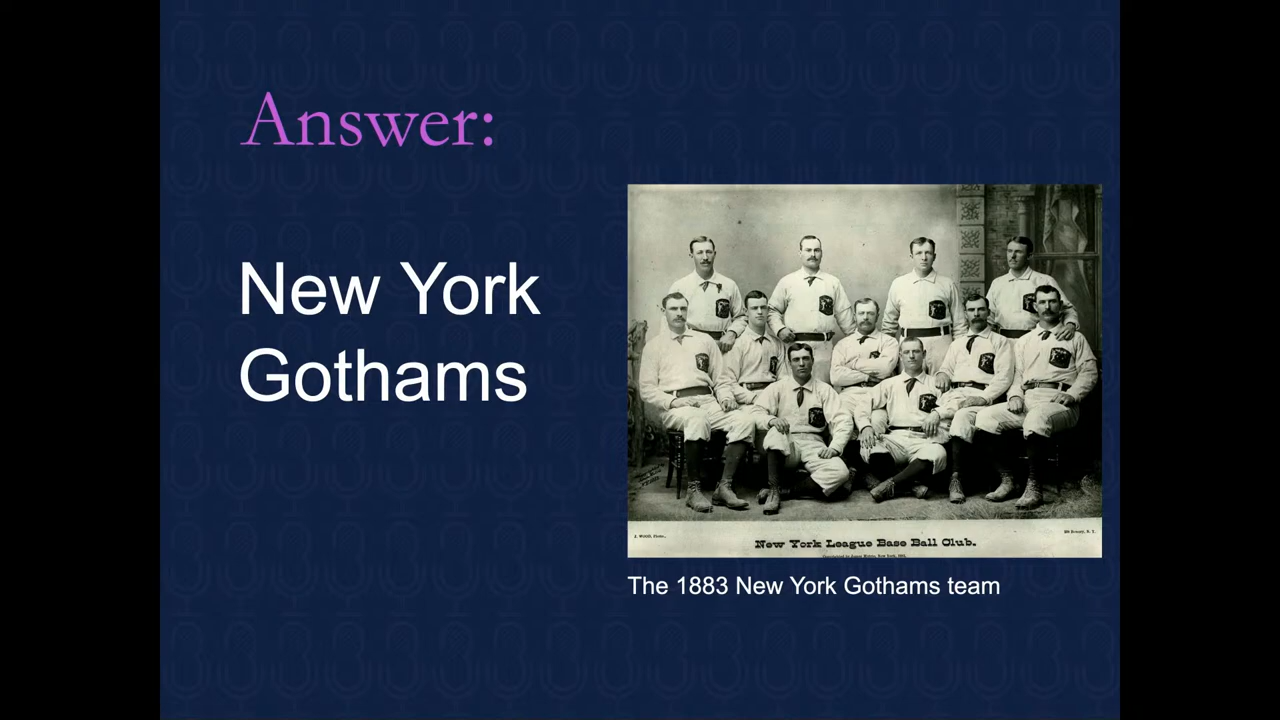 Answer:
New York
Gothams
New York League Base Ball Club.
The 1883 New York Gothams team